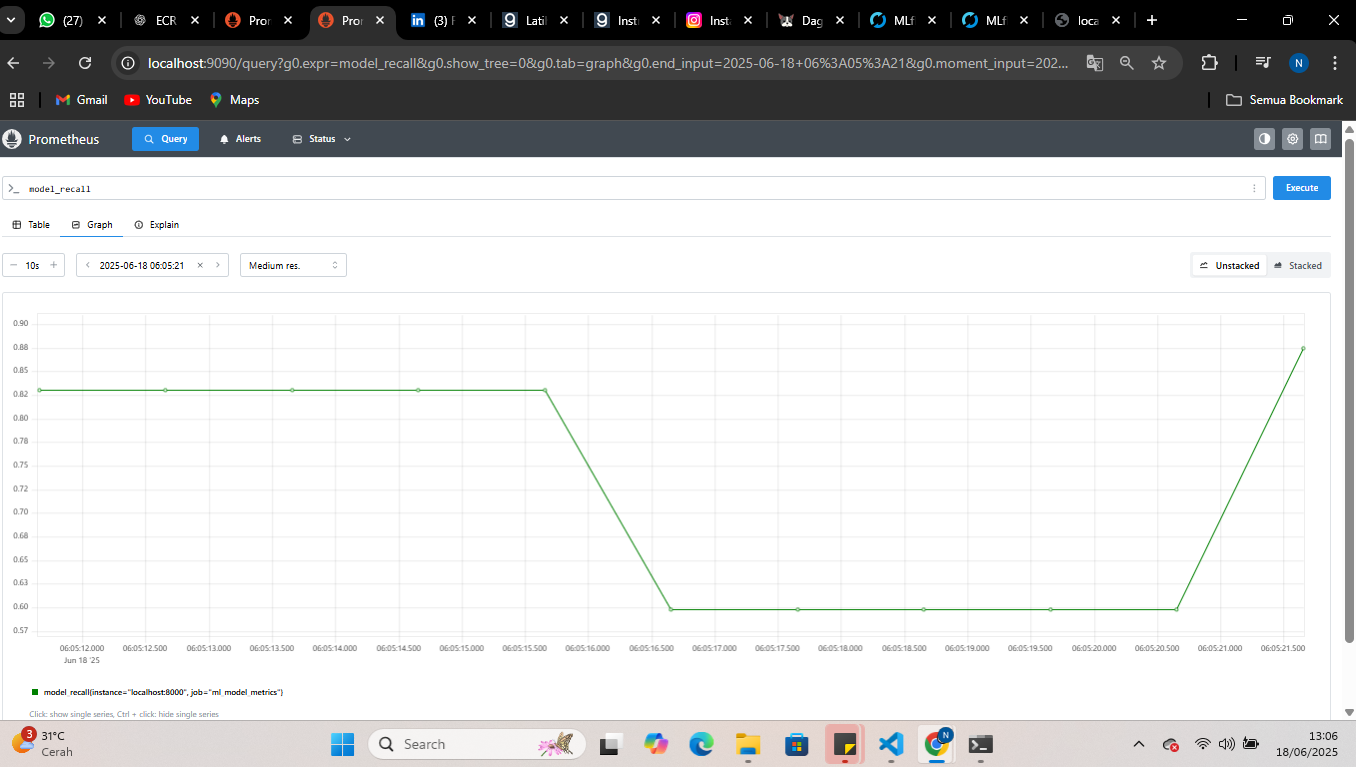 (27) ECR Pror Pror (3) F Latil Insti Insta Dag MLf MLf loca
localhost:9090/query?g0.expr=model_recall&g0.show_tree=0&g0.tab=graph&g0.end_input=2025-06-18+06%3A05%3A21&g0.moment_input=202...
N
Gmail YouTube Maps Semua Bookmark
Prometheus Query Alerts Status
>_ model_recall Execute
Table Graph Explain
10s 2025-06-18 06:05:21 Medium res. Unstacked Stacked
0.90
0.88
0.85
0.82
0.80
0.78
0.75
0.72
0.70
0.68
0.65
0.63
0.60
0.57
06:05:12.000 06:05:12.500 06:05:13.000 06:05:13.500 06:05:14.000 06:05:14.500 06:05:15.000 06:05:15.500 06:05:16.000 06:05:16.500 06:05:17.000 06:05:17.500 06:05:18.000 06:05:18.500 06:05:19.000 06:05:19.500 06:05:20.000 06:05:20.500 06:05:21.000 06:05:21.500
Jun 18 '25
model_recall{instance="localhost:8000", job="ml_model_metrics"}
Click: show single series, Ctrl + click: hide single series
3 31°C
Cerah
Search
N
13:06
18/06/2025